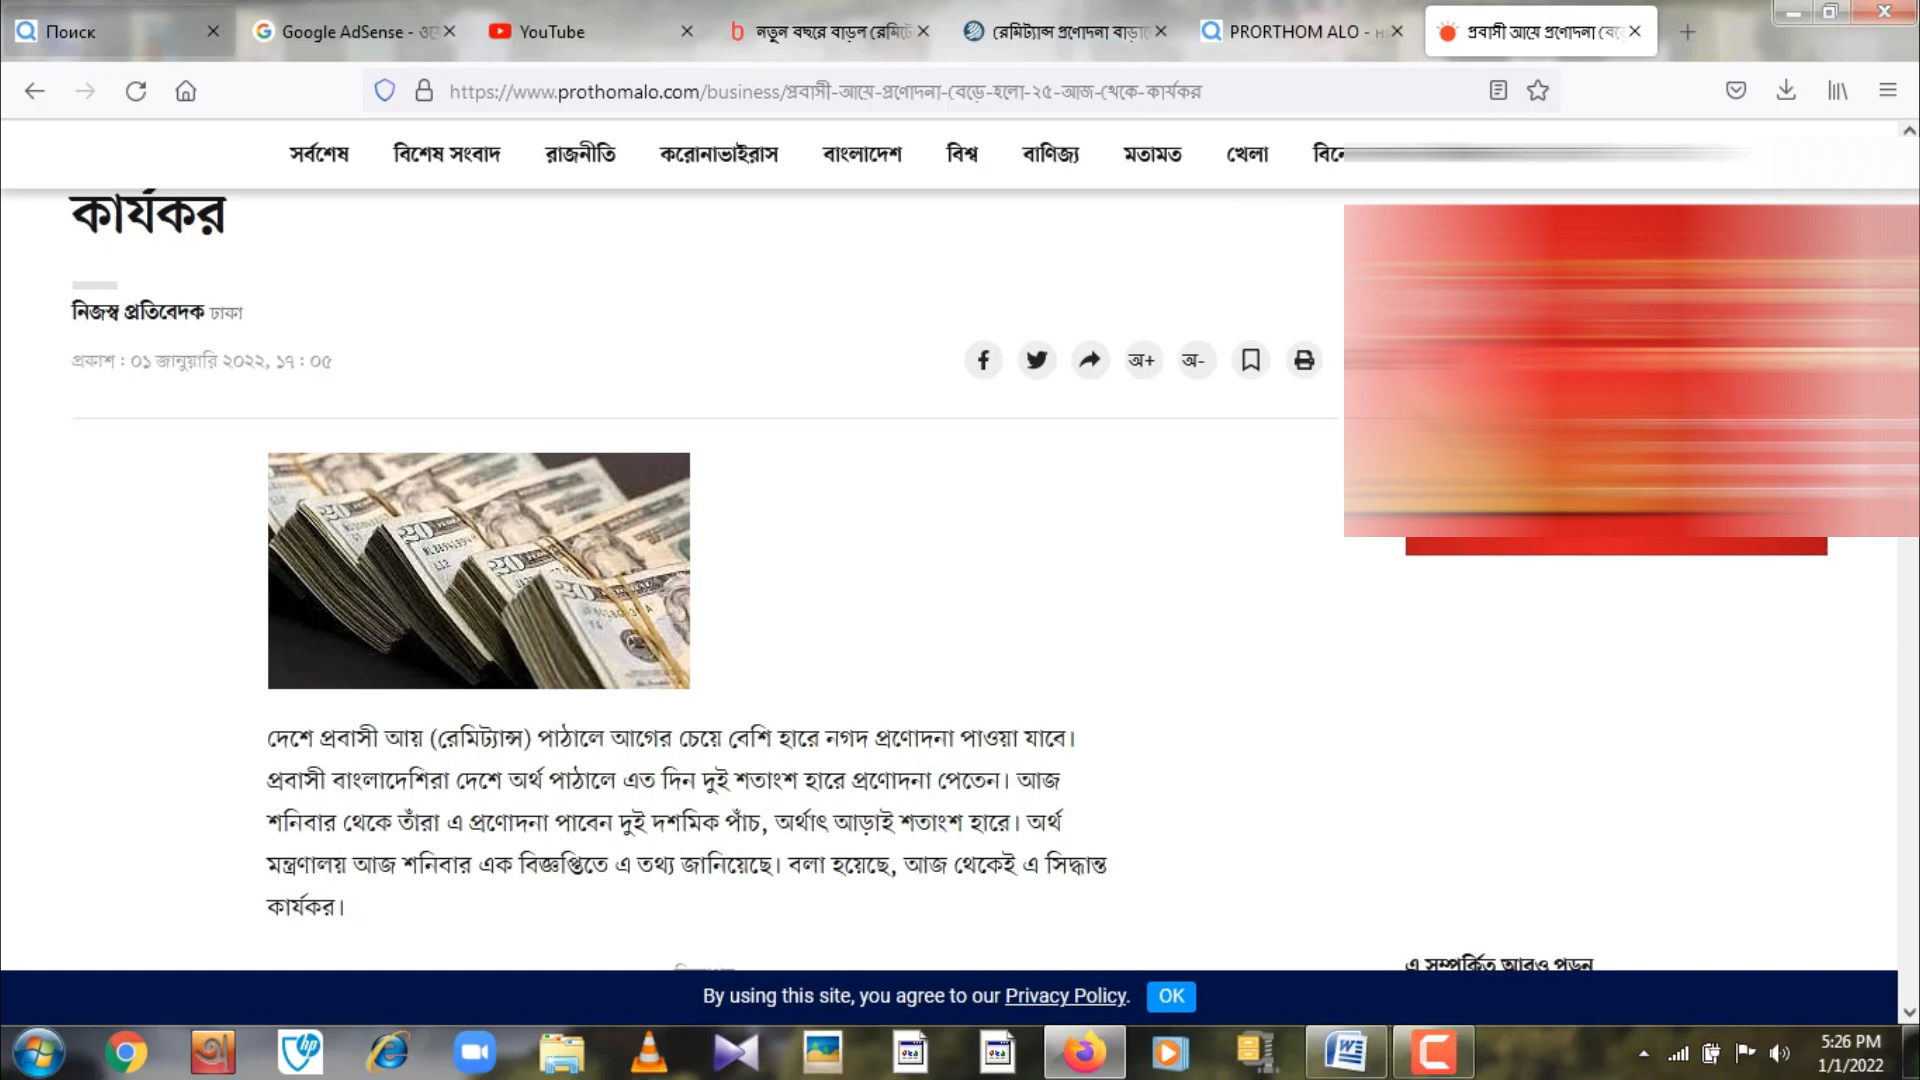 Поиск
Google AdSense -
YouTube
নতুন বছরে বাড়ল
রেমিট্যান্স প্রণোদনা
PRORTHOM ALO -
প্রবাসী আয়ে প্রণোদনা
https://www.prothomalo.com/business/প্রবাসী-আয়ে-প্রণোদনা-বেড়ে-হলো-২৫-আজ-থেকে-কার্যকর
সর্বশেষ বিশেষ সংবাদ রাজনীতি করোনাভাইরাস বাংলাদেশ বিশ্ব বাণিজ্য মতামত খেলা
কার্যকর
নিজস্ব প্রতিবেদক ঢাকা
প্রকাশ : ০১ জানুয়ারি ২০২২, ১৭ : ০৫
অ+ অ-
দেশে প্রবাসী আয় (রেমিট্যান্স) পাঠালে আগের চেয়ে বেশি হারে নগদ প্রণোদনা পাওয়া যাবে।
প্রবাসী বাংলাদেশিরা দেশে অর্থ পাঠালে এত দিন দুই শতাংশ হারে প্রণোদনা পেতেন। আজ
শনিবার থেকে তাঁরা এ প্রণোদনা পাবেন দুই দশমিক পাঁচ, অর্থাৎ আড়াই শতাংশ হারে। অর্থ
মন্ত্রণালয় আজ শনিবার এক বিজ্ঞপ্তিতে এ তথ্য জানিয়েছে। বলা হয়েছে, আজ থেকেই এ সিদ্ধান্ত
কার্যকর।
এ সম্পর্কিত আরও পড়ুন
By using this site, you agree to our Privacy Policy. OK
5:26 PM
1/1/2022